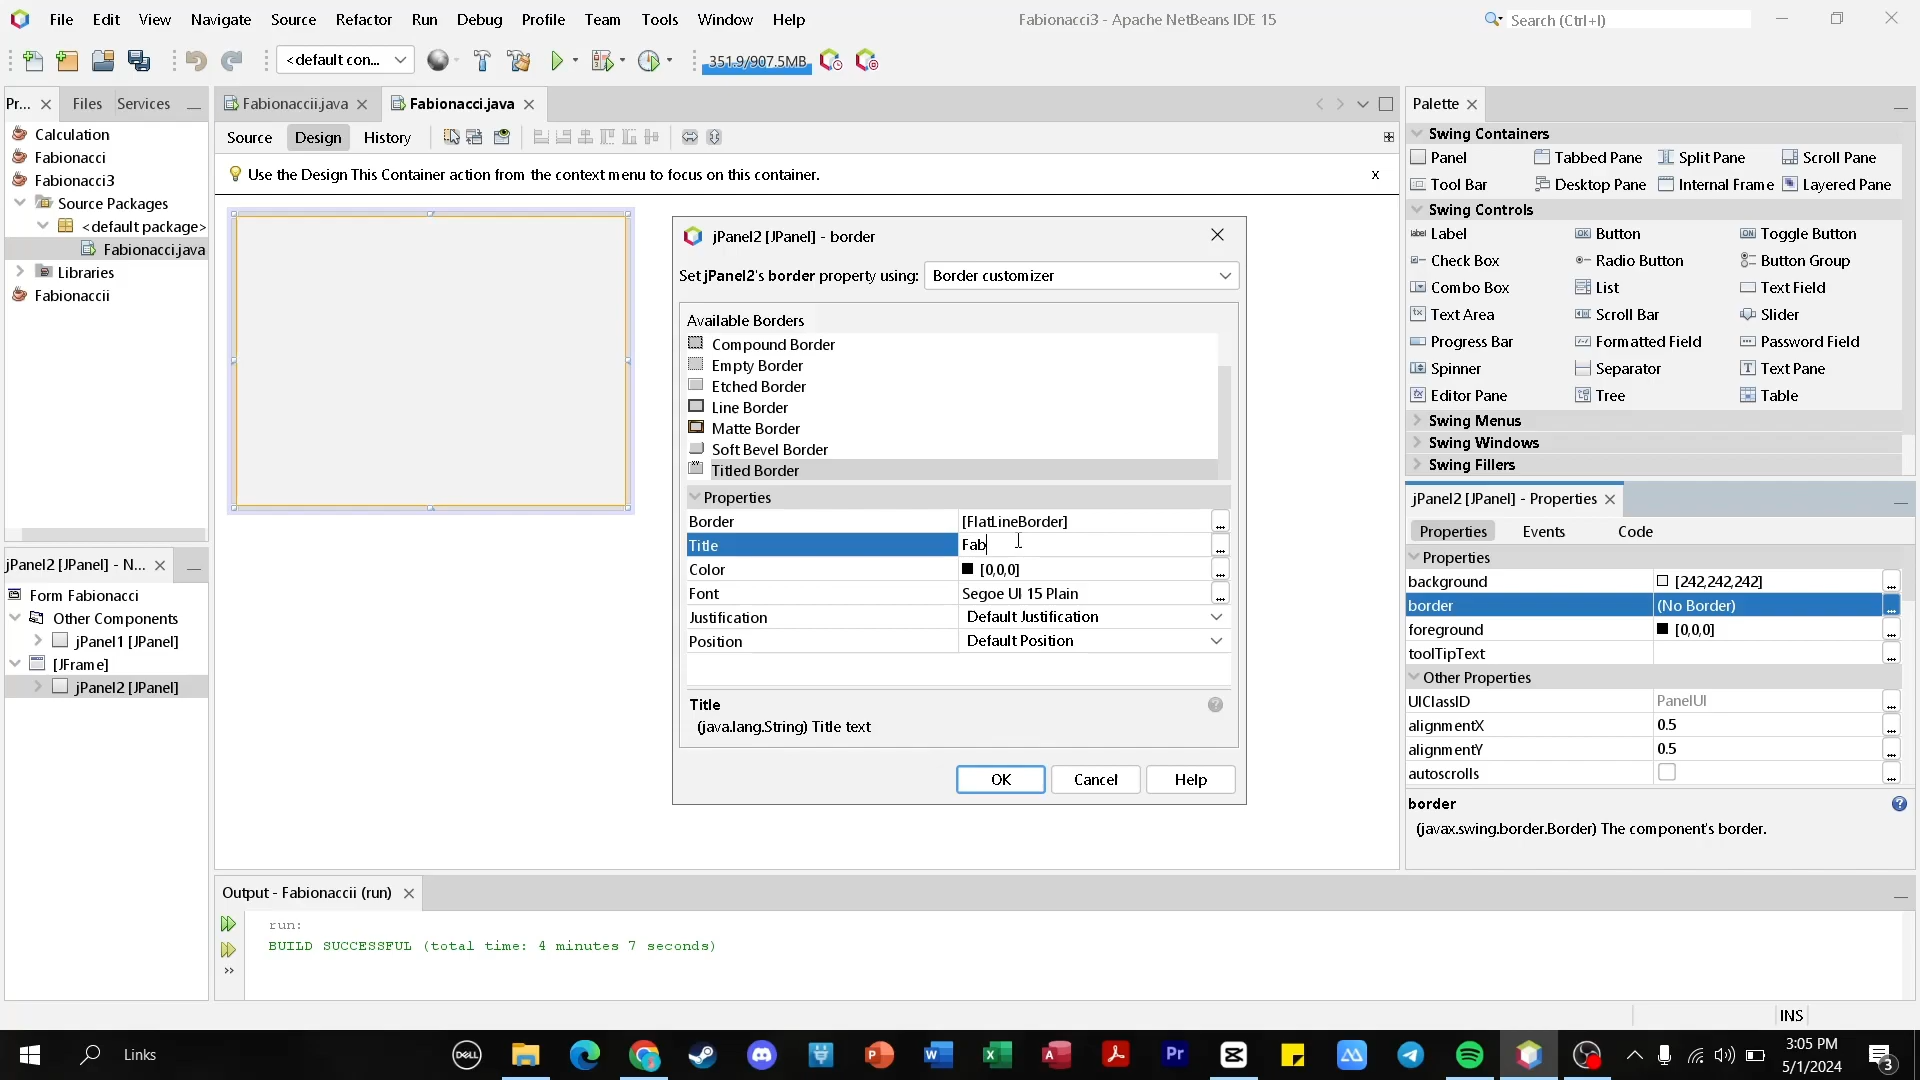 File Edit View Navigate Source Refactor Run Debug Profile Team Tools Window Help
Fabionacci3 - Apache NetBeans IDE 15
Search (Ctrl+I)
<default con...
351.9/907.5MB
Pr... Files Services
Calculation
Fabionacci
Fabionacci3
Source Packages
<default package>
Fabionacci.java
Libraries
Fabionaccii
jPanel2 [JPanel] - N...
Form Fabionacci
Other Components
jPanel1 [JPanel]
[JFrame]
jPanel2 [JPanel]
Fabionaccii.java Fabionacci.java
Source Design History
Use the Design This Container action from the context menu to focus on this container. x
jPanel2 [JPanel] - border
Set jPanel2's border property using: Border customizer
Available Borders
Compound Border
Empty Border
Etched Border
Line Border
Matte Border
Soft Bevel Border
Titled Border
Properties
Border [FlatLineBorder] ...
Title Fab ...
Color [0,0,0] ...
Font Segoe UI 15 Plain ...
Justification Default Justification
Position Default Position
Title
(java.lang.String) Title text
OK Cancel Help
Palette
Swing Containers
Panel Tabbed Pane Split Pane Scroll Pane
Tool Bar Desktop Pane Internal Frame Layered Pane
Swing Controls
label Label OK Button ON Toggle Button
Check Box Radio Button Button Group
Combo Box List Text Field
Text Area Scroll Bar Slider
Progress Bar Formatted Field Password Field
Spinner Separator Text Pane
Editor Pane Tree Table
Swing Menus
Swing Windows
Swing Fillers
jPanel2 [JPanel] - Properties
Properties Events Code
Properties
background [242,242,242] ...
border (No Border) ...
foreground [0,0,0] ...
toolTipText ...
Other Properties
UIClassID PanelUI ...
alignmentX 0.5 ...
alignmentY 0.5 ...
autoscrolls ...
border
(javax.swing.border.Border) The component's border.
Output - Fabionaccii (run)
run:
BUILD SUCCESSFUL (total time: 4 minutes 7 seconds)
INS
Links
DELL
3:05 PM
5/1/2024
3